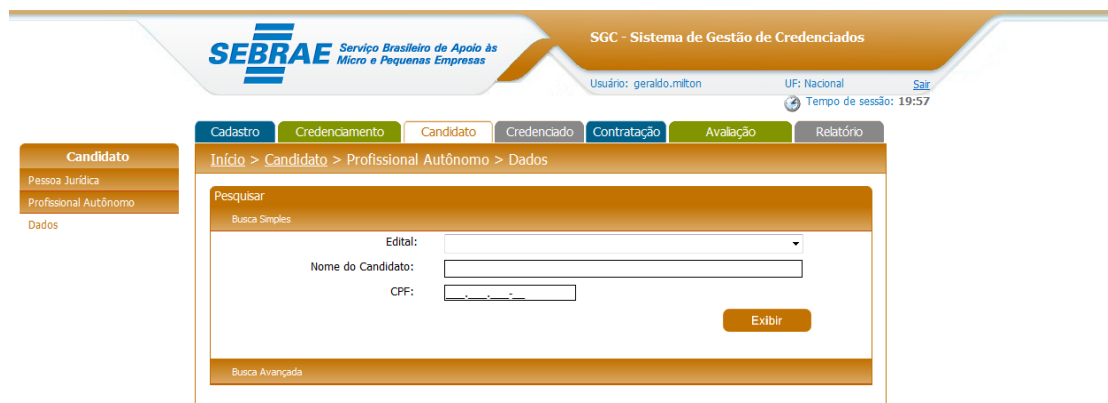 SEBRAE Serviço Brasileiro de Apoio às
Micro e Pequenas Empresas
SGC - Sistema de Gestão de Credenciados
Usuário: geraldo.milton UF: Nacional Sair
Tempo de sessão: 19:57
Cadastro Credenciamento Candidato Credenciado Contratação Avaliação Relatório
Candidato
Pessoa Jurídica
Profissional Autônomo
Dados
Início > Candidato > Profissional Autônomo > Dados
Pesquisar
Busca Simples
Edital:
Nome do Candidato:
CPF: ___.___.___-__
Exibir
Busca Avançada